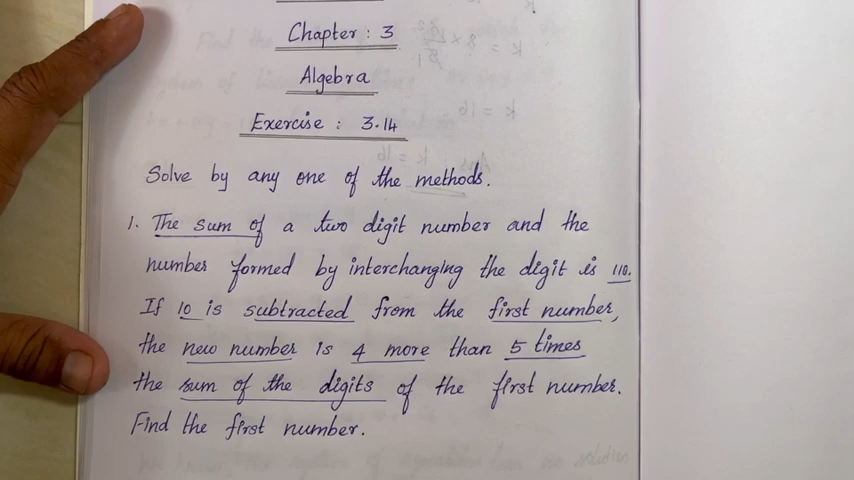 Chapter : 3
Algebra
Exercise : 3.14
Solve by any one of the methods.
1. The sum of a two digit number and the
number formed by interchanging the digit is 110.
If 10 is subtracted from the first number,
the new number is 4 more than 5 times
the sum of the digits of the first number.
Find the first number.